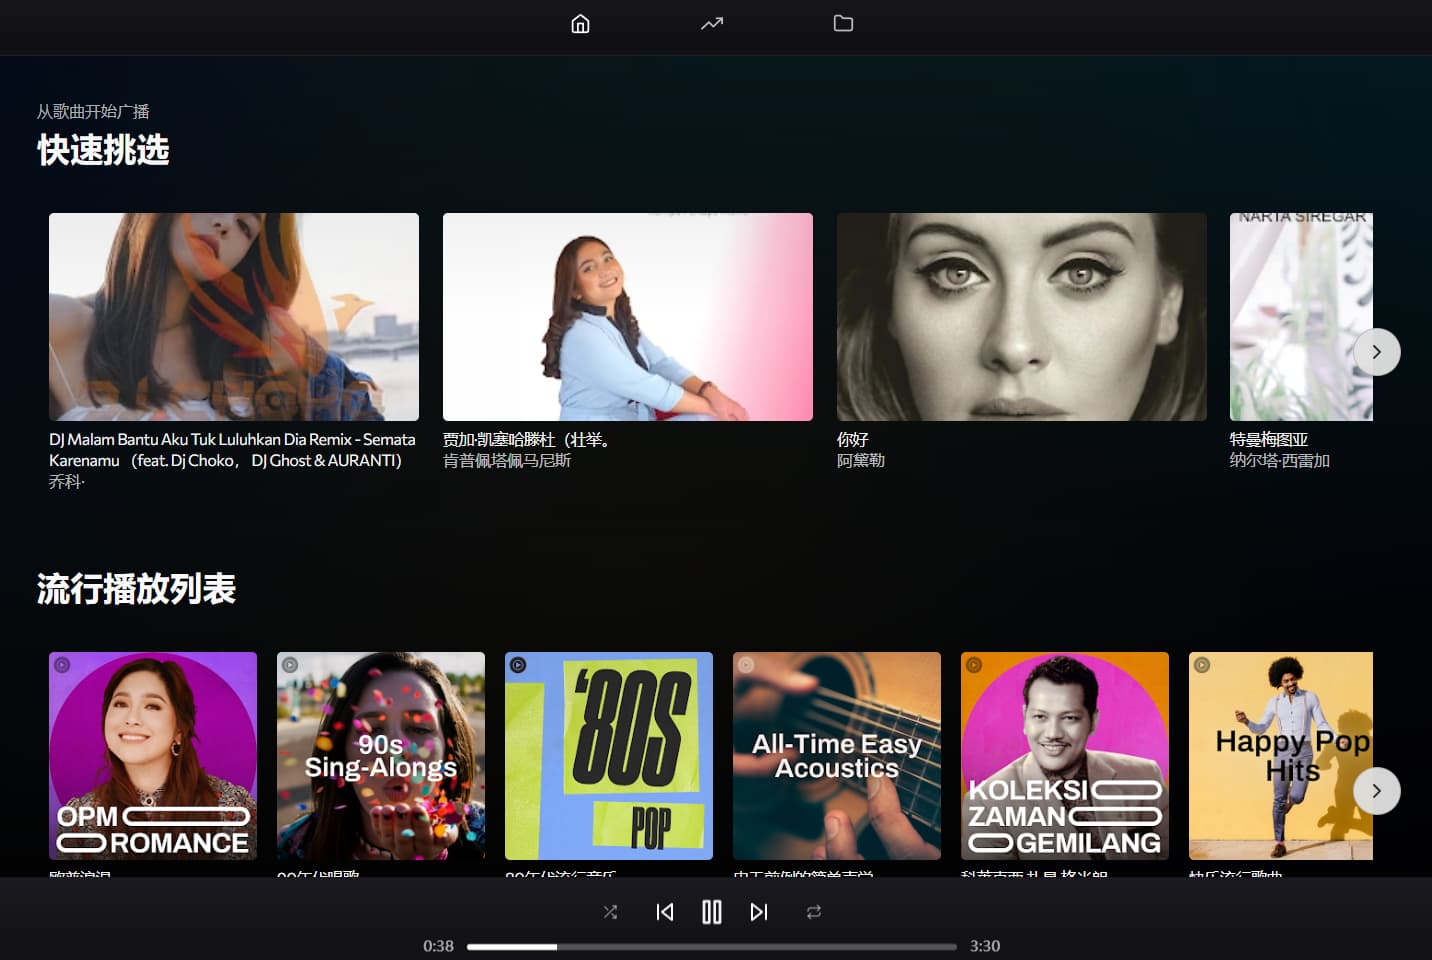 从歌曲开始广播
快速挑选
NARTA SIREGAR
DJ Malam Bantu Aku Tuk Luluhkan Dia Remix - Semata
Karenamu （feat. Dj Choko， DJ Ghost & AURANTI）
乔科·
贾加·凯塞哈滕杜（壮举。
肯普佩塔佩马尼斯
你好
阿黛勒
特曼梅图亚
纳尔塔·西雷加
流行播放列表
OPM
ROMANCE
90s
Sing-Alongs
'80S
POP
All-Time Easy
Acoustics
KOLEKSI
ZAMAN
GEMILANG
Happy Pop
Hits
0:38
3:30